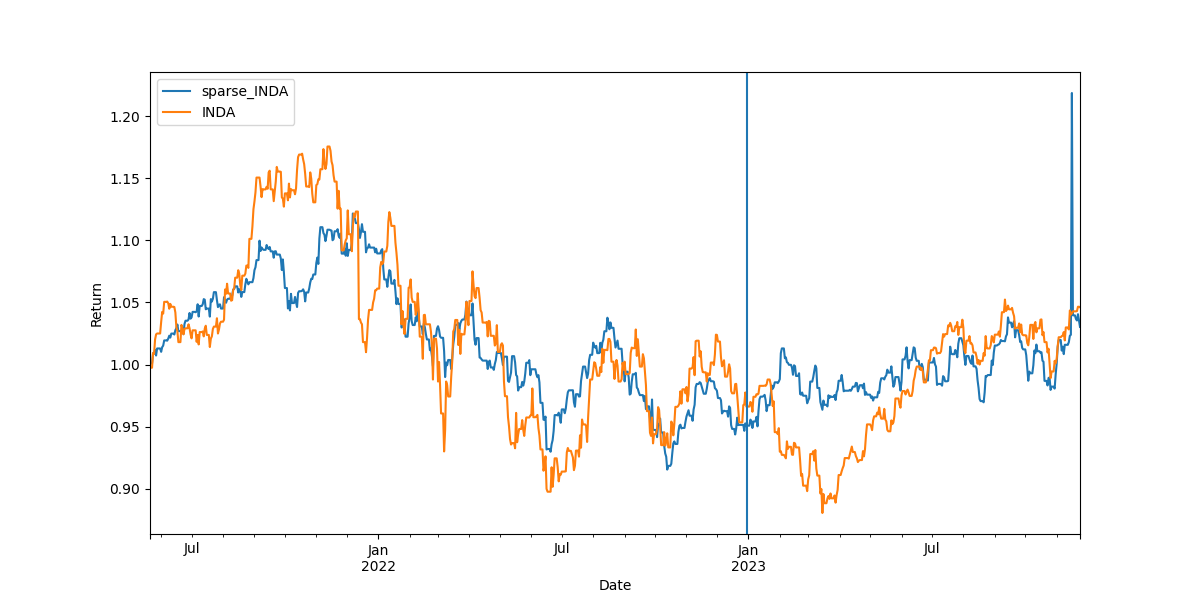 sparse_INDA
INDA
1.20
1.15
1.10
1.05
1.00
0.95
0.90
Return
Jul
Jan
2022
Jul
Jan
2023
Jul
Date